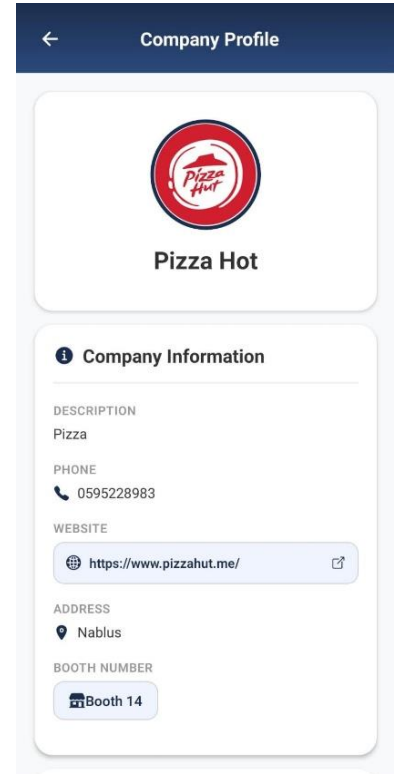 Company Profile
Pizza
Hut
Pizza Hot
Company Information
DESCRIPTION
Pizza
PHONE
0595228983
WEBSITE
https://www.pizzahut.me/
ADDRESS
Nablus
BOOTH NUMBER
Booth 14